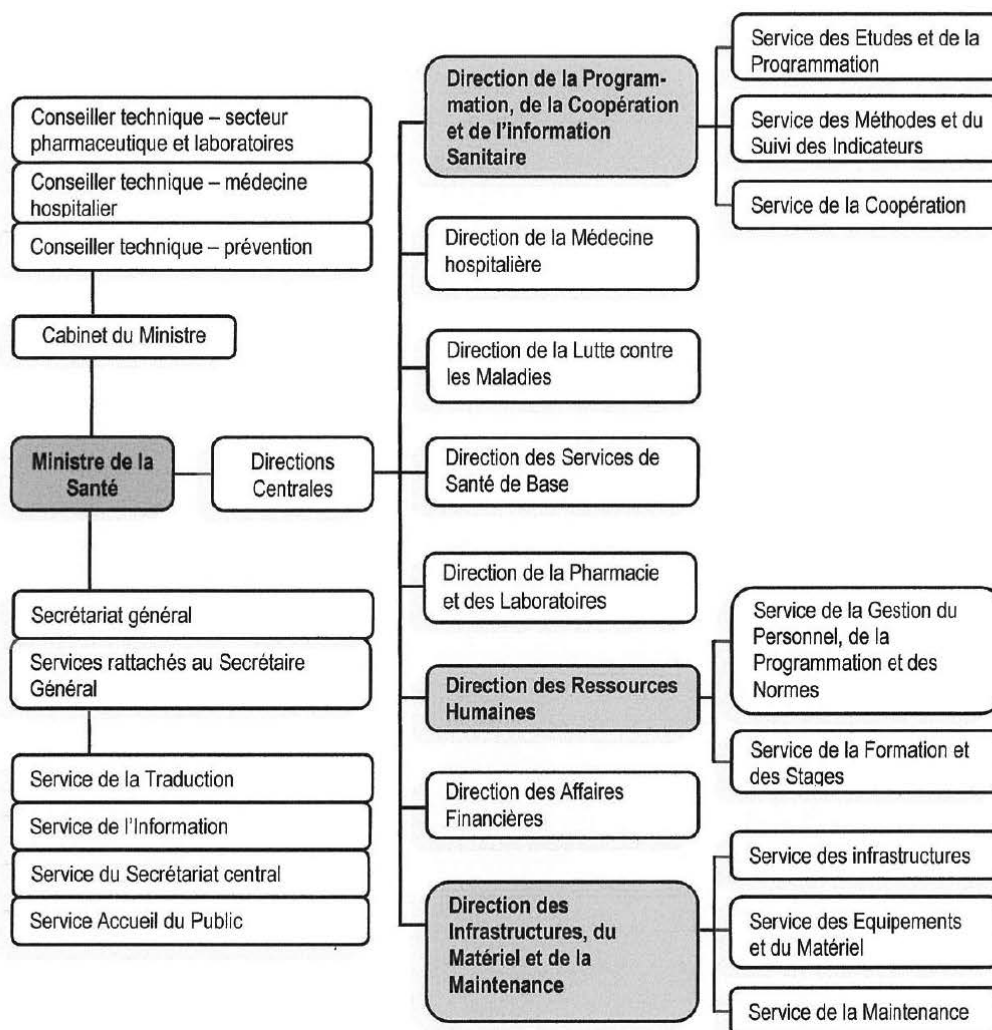 Conseiller technique – secteur
pharmaceutique et laboratoires
Conseiller technique – médecine
hospitalier
Conseiller technique – prévention
Cabinet du Ministre
Ministre de la
Santé
Directions
Centrales
Secrétariat général
Services rattachés au Secrétaire
Général
Service de la Traduction
Service de l'Information
Service du Secrétariat central
Service Accueil du Public
Direction de la Program-
mation, de la Coopération
et de l'information
Sanitaire
Direction de la Médecine
hospitalière
Direction de la Lutte contre
les Maladies
Direction des Services de
Santé de Base
Direction de la Pharmacie
et des Laboratoires
Direction des Ressources
Humaines
Direction des Affaires
Financières
Direction des
Infrastructures, du
Matériel et de la
Maintenance
Service des Etudes et de la
Programmation
Service des Méthodes et du
Suivi des Indicateurs
Service de la Coopération
Service de la Gestion du
Personnel, de la
Programmation et des
Normes
Service de la Formation et
des Stages
Service des infrastructures
Service des Equipements
et du Matériel
Service de la Maintenance